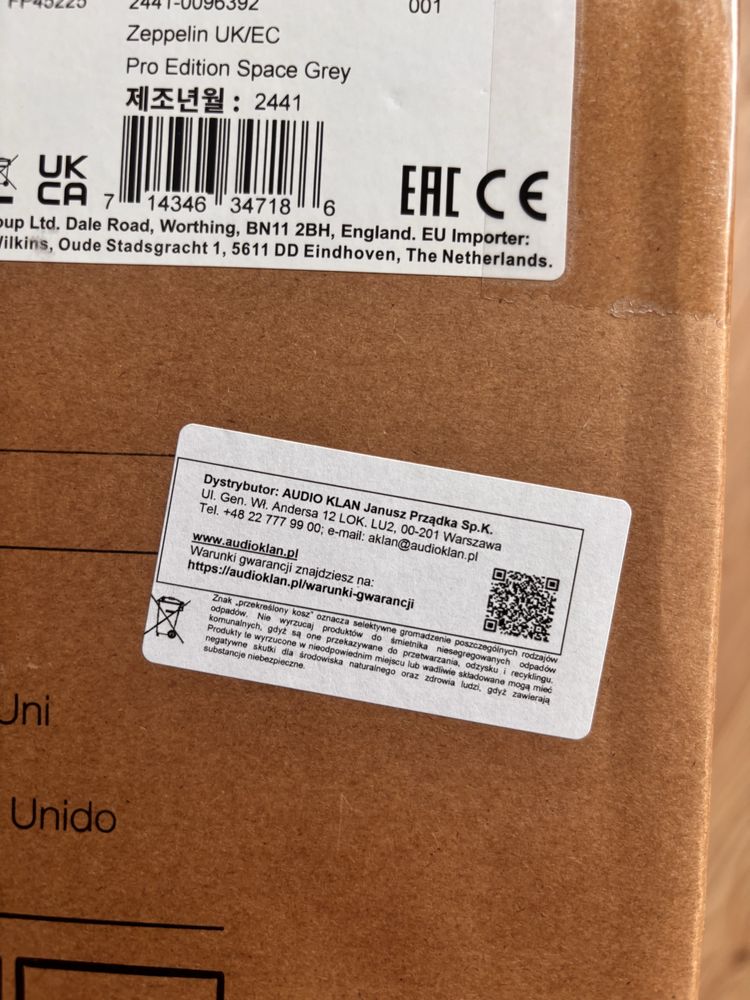 FP45225 2441-0096392 001
Zeppelin UK/EC
Pro Edition Space Grey
제조년월 : 2441
UK
CA
7 14346 34718 6
EAC CE
oup Ltd. Dale Road, Worthing, BN11 2BH, England. EU Importer:
Wilkins, Oude Stadsgracht 1, 5611 DD Eindhoven, The Netherlands.
Dystrybutor: AUDIO KLAN Janusz Prządka Sp.K.
Ul. Gen. Wł. Andersa 12 LOK. LU2, 00-201 Warszawa
Tel. +48 22 777 99 00; e-mail: aklan@audioklan.pl
www.audioklan.pl
Warunki gwarancji znajdziesz na:
https://audioklan.pl/warunki-gwarancji
Znak „przekreślony kosz” oznacza selektywne gromadzenie poszczególnych rodzajów
odpadów. Nie wyrzucaj produktów do śmietnika niesegregowanych odpadów
komunalnych, gdyż są one przekazywane do przetwarzania, odzysku i recyklingu.
Produkty te wyrzucone w nieodpowiednim miejscu lub wadliwie składowane mogą mieć
negatywne skutki dla środowiska naturalnego oraz zdrowia ludzi, gdyż zawierają
substancje niebezpieczne.
Uni
Unido